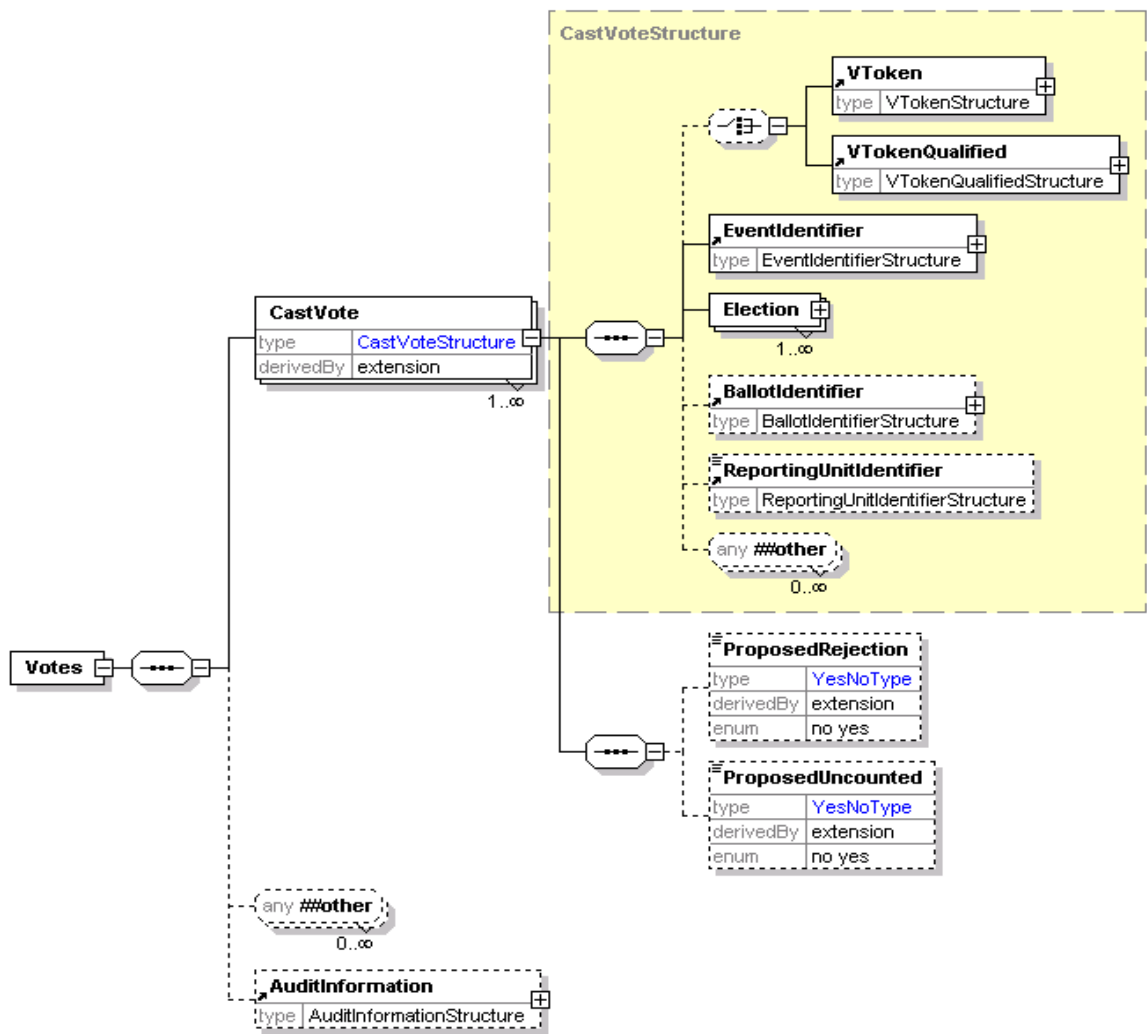 CastVoteStructure
VToken
type VTokenStructure
VTokenQualified
type VTokenQualifiedStructure
EventIdentifier
type EventIdentifierStructure
CastVote
type CastVoteStructure
derivedBy extension
1..∞
Election
1..∞
BallotIdentifier
type BallotIdentifierStructure
ReportingUnitIdentifier
type ReportingUnitIdentifierStructure
any ##other
0..∞
Votes
ProposedRejection
type YesNoType
derivedBy extension
enum no yes
ProposedUncounted
type YesNoType
derivedBy extension
enum no yes
any ##other
0..∞
AuditInformation
type AuditInformationStructure